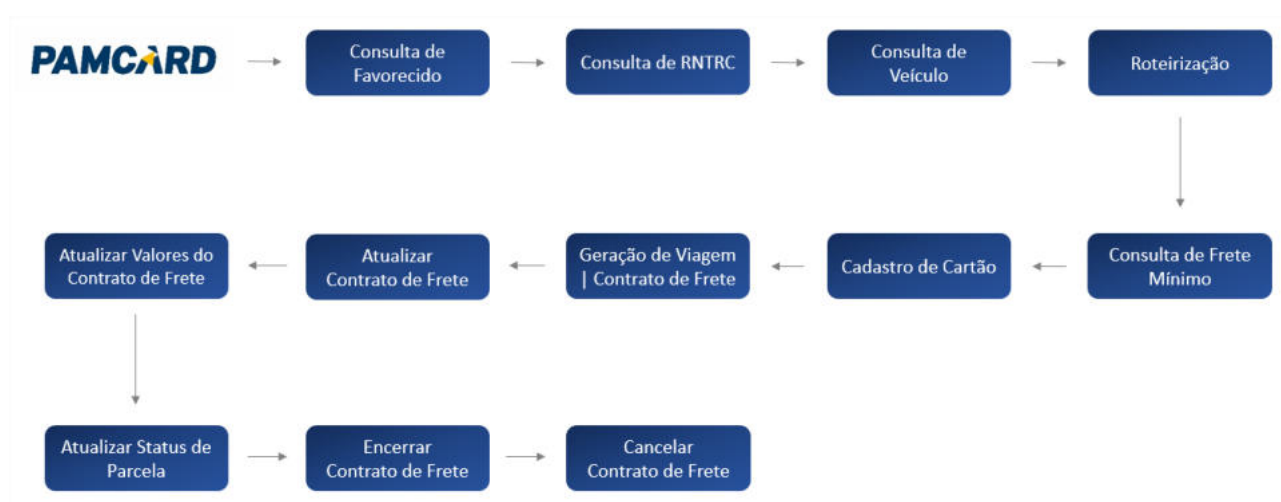 PAMCARD
Consulta de
Favorecido
Consulta de RNTRC
Consulta de
Veículo
Roteirização
Consulta de Frete
Mínimo
Cadastro de Cartão
Geração de Viagem
| Contrato de Frete
Atualizar
Contrato de Frete
Atualizar Valores do
Contrato de Frete
Atualizar Status de
Parcela
Encerrar
Contrato de Frete
Cancelar
Contrato de Frete